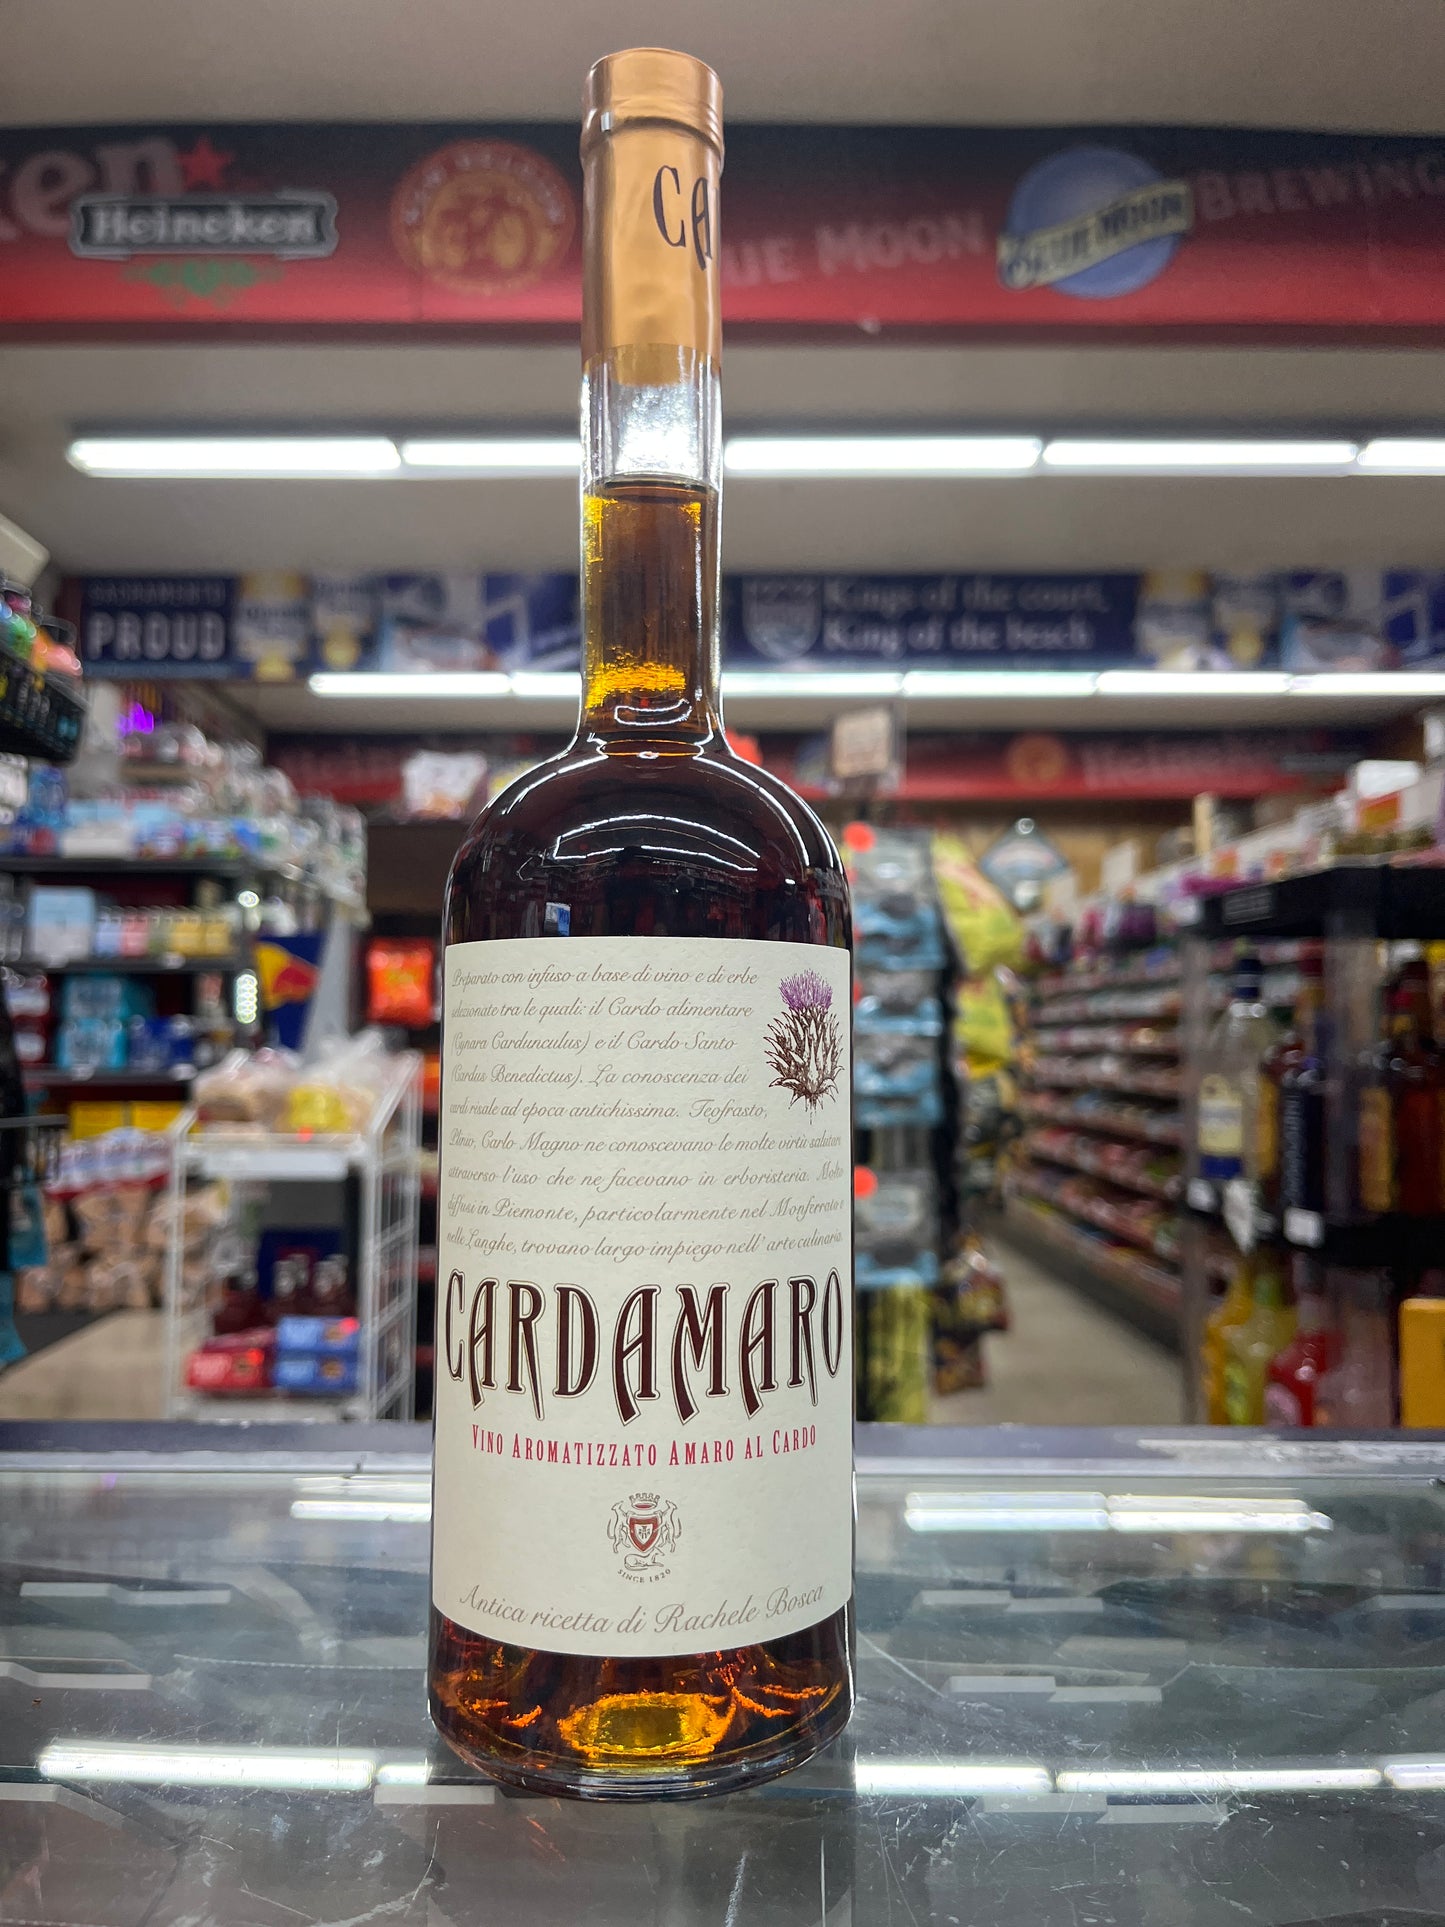 Heineken
CA
BLUE MOON
BLUE MOON
BREWING
SACRAMENTO
PROUD
Kings of the court,
King of the beach
Preparato con infuso a base di vino e di erbe
selezionate tra le quali: il Cardo alimentare
(Cynara Cardunculus) e il Cardo Santo
(Cardus Benedictus). La conoscenza dei
cardi risale ad epoca antichissima. Teofrasto,
Plinio, Carlo Magno ne conoscevano le molte virtù salutari
attraverso l'uso che ne facevano in erboristeria. Molto
diffusi in Piemonte, particolarmente nel Monferrato e
nelle Langhe, trovano largo impiego nell' arte culinaria.
CARDAMARO
VINO AROMATIZZATO AMARO AL CARDO
SINCE 1820
Antica ricetta di Rachele Bosca